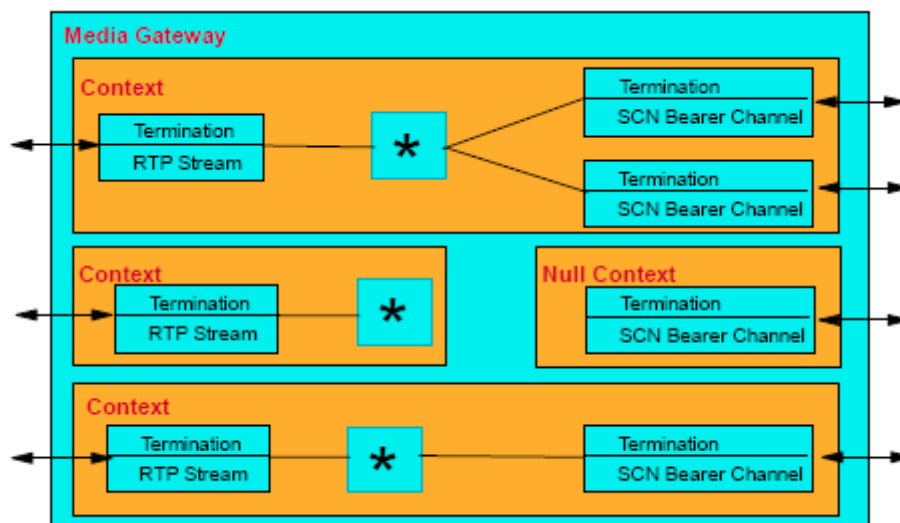 Media Gateway
Context
Termination
RTP Stream
*
Termination
SCN Bearer Channel
Termination
SCN Bearer Channel
Context
Termination
RTP Stream
*
Null Context
Termination
SCN Bearer Channel
Context
Termination
RTP Stream
*
Termination
SCN Bearer Channel